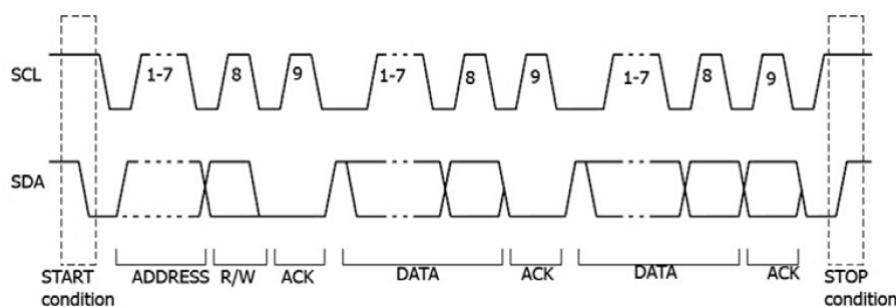 SCL 1-7 8 9 1-7 8 9 1-7 8 9
SDA
START condition ADDRESS R/W ACK DATA ACK DATA ACK STOP condition